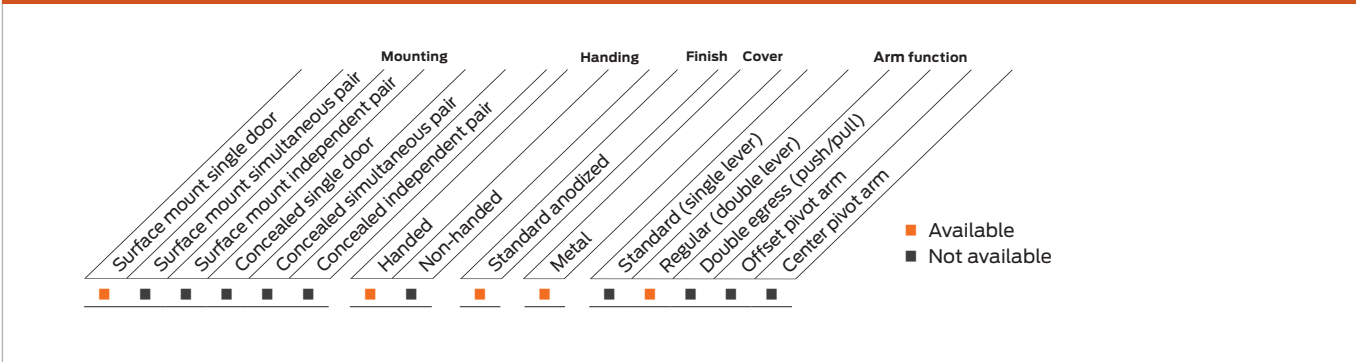 Mounting
Handing
Finish
Cover
Arm function
Surface mount single door
Surface mount simultaneous pair
Surface mount independent pair
Concealed single door
Concealed simultaneous pair
Concealed independent pair
Handed
Non-handed
Standard anodized
Metal
Standard (single lever)
Regular (double lever)
Double egress (push/pull)
Offset pivot arm
Center pivot arm
Available
Not available